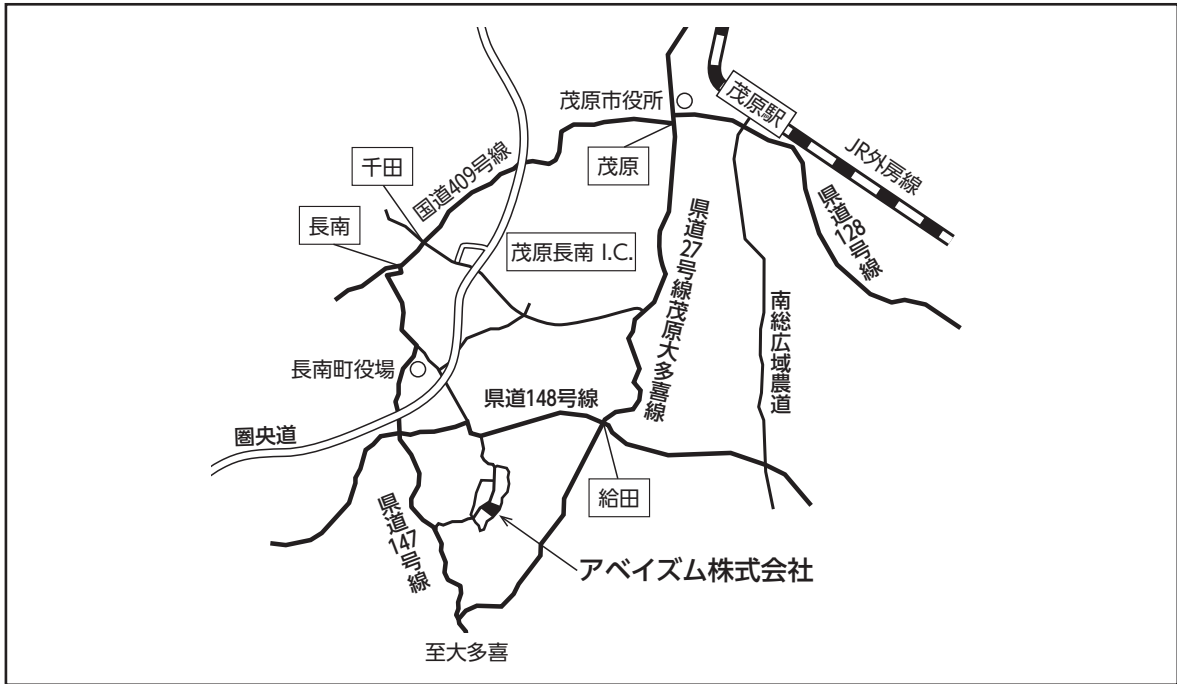 茂原市役所
茂原駅
JR外房線
千田
国道409号線
茂原
長南
茂原長南 I.C.
県道27号線茂原大多喜線
県道128号線
南総広域農道
長南町役場
県道148号線
圏央道
給田
県道147号線
アベイズム株式会社
至大多喜